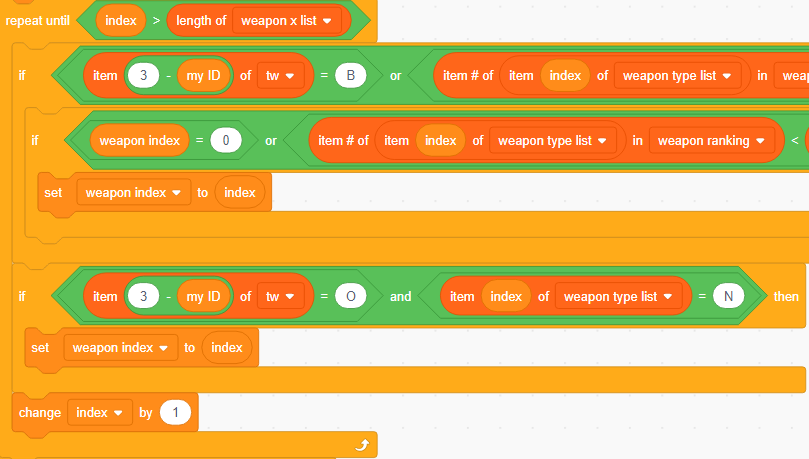 repeat until index > length of weapon x list
if item 3 - my ID of tw = B or item # of item index of weapon type list in
if weapon index = 0 or item # of item index of weapon type list in weapon ranking <
set weapon index to index
if item 3 - my ID of tw = O and item index of weapon type list = N then
set weapon index to index
change index by 1